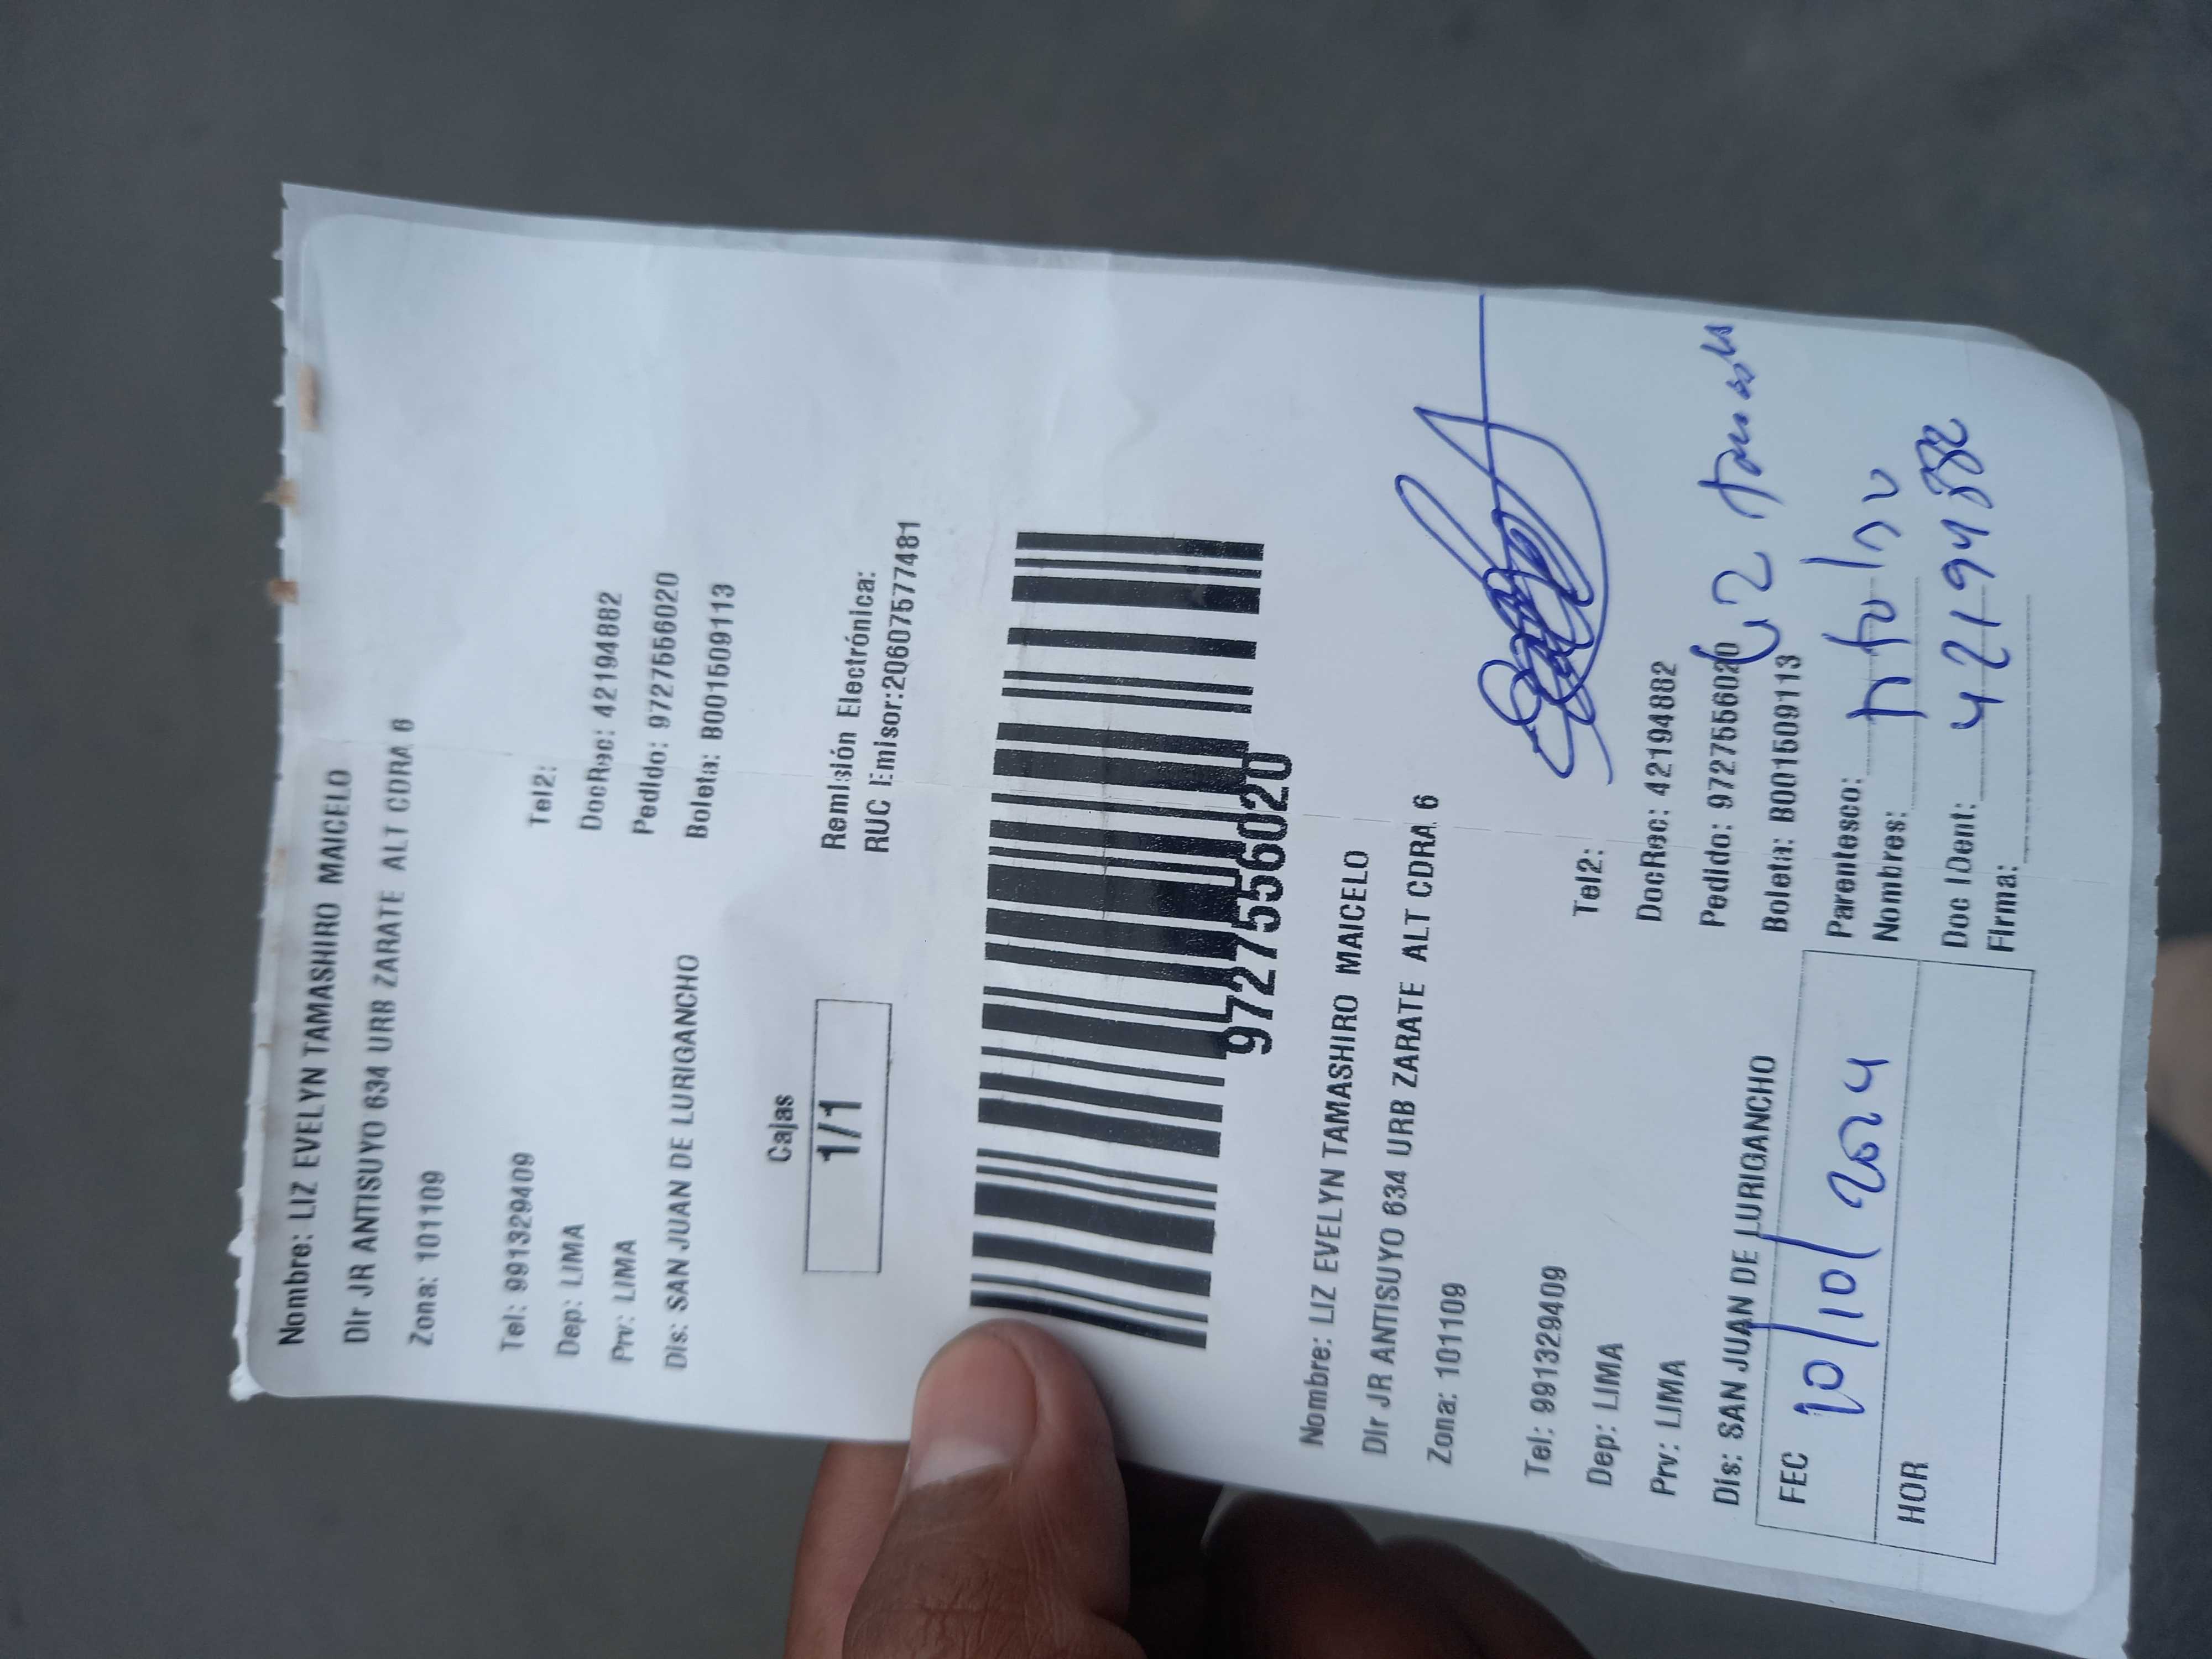 Nombre: LIZ EVELYN TAMASHIRO MAICELO
DIr JR ANTISUYO 634 URB ZARATE ALT CDRA 6
Zona: 101109
Tel: 991329409 Tel2:
Dep: LIMA DocRec: 42194882
Prv: LIMA Pedido: 9727556020
Dis: SAN JUAN DE LURIGANCHO Boleta: B001509113
Cajas
1/1
Remisión Electrónica:
RUC Emisor:20607577481
9727556020
Nombre: LIZ EVELYN TAMASHIRO MAICELO
DIr JR ANTISUYO 634 URB ZARATE ALT CDRA 6
Zona: 101109
Tel: 991329409 Tel2:
Dep: LIMA DocRec: 42194882
Prv: LIMA Pedido: 9727556020
Dis: SAN JUAN DE LURIGANCHO Boleta: B001509113
FEC 10/10/2024
HOR
Parentesco:
Nombres:
Doc IDent: 42194882
Firma: